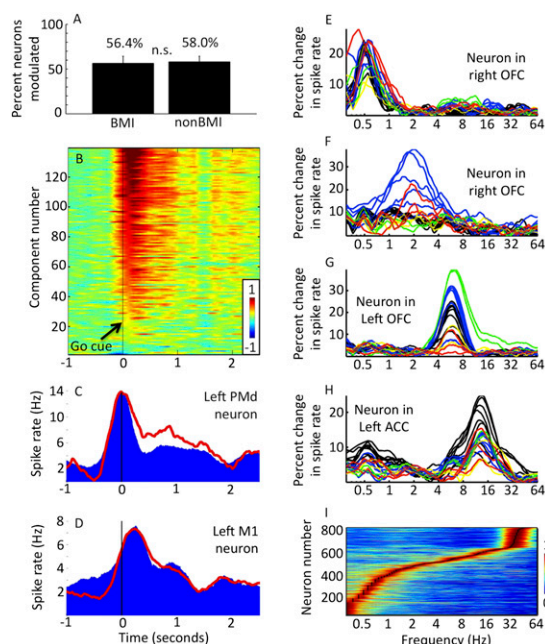 A
Percent neurons
modulated
100
50
0
56.4%
n.s.
58.0%
BMI
nonBMI
B
Component number
120
100
80
60
40
20
Go cue
1
-1
-1 0 1 2
C
Spike rate (Hz)
14
10
6
2
Left PMd
neuron
-1 0 1 2
D
Spike rate (Hz)
8
6
4
2
Left M1
neuron
-1 0 1 2
Time (seconds)
E
Percent change
in spike rate
30
20
10
Neuron in
right OFC
0.5 1 2 4 8 16 32 64
F
Percent change
in spike rate
30
20
10
Neuron in
right OFC
0.5 1 2 4 8 16 32 64
G
Percent change
in spike rate
30
20
10
0
Neuron in
Left OFC
0.5 1 2 4 8 16 32 64
H
Percent change
in spike rate
20
10
Neuron in
Left ACC
0.5 1 2 4 8 16 32 64
I
Neuron number
800
600
400
200
0.5 1 2 4 8 16 32 64
Frequency (Hz)